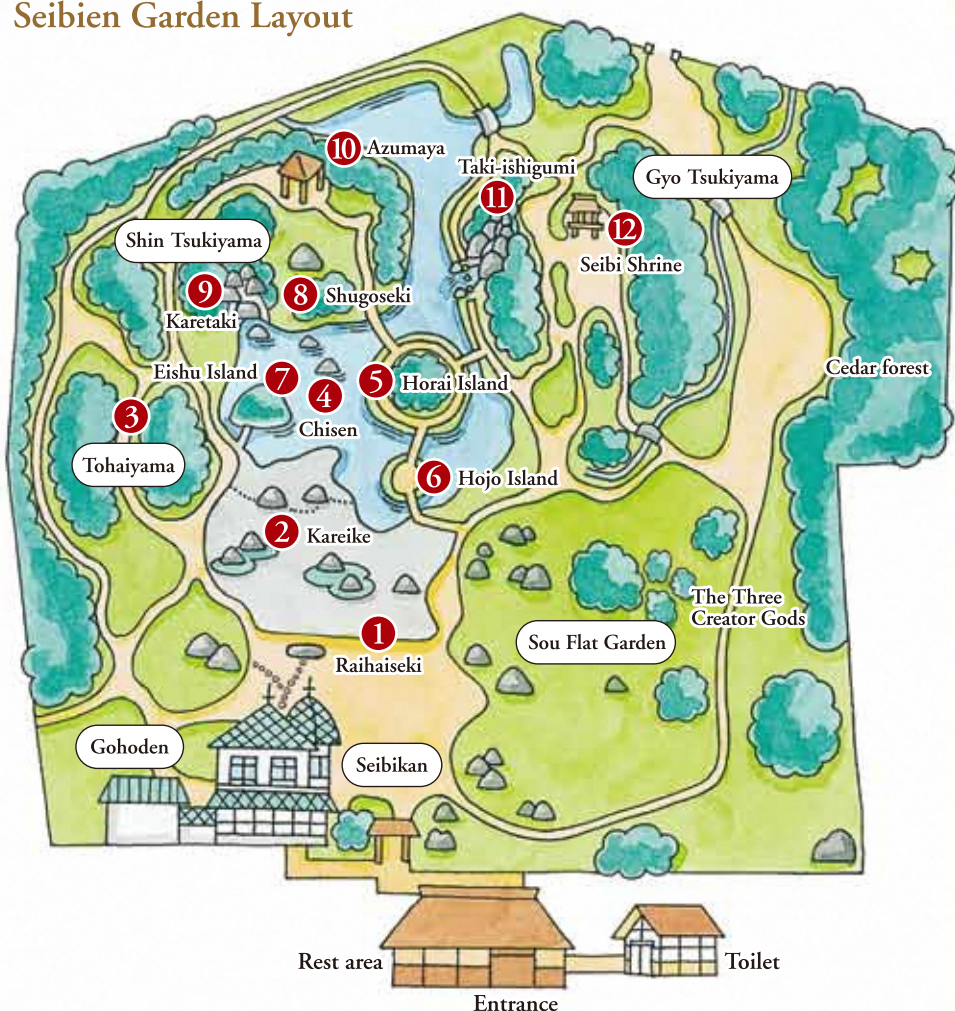 Seibien Garden Layout
10 Azumaya
Taki-ishigumi
11
Gyo Tsukiyama
12
Seibi Shrine
Shin Tsukiyama
9
Karetaki
8 Shugoseki
Eishu Island 7
4
Chisen
5 Horai Island
Cedar forest
3
Tohaiyama
6 Hojo Island
2 Kareike
The Three
Creator Gods
Sou Flat Garden
1
Raihaiseki
Gohoden
Seibikan
Rest area
Toilet
Entrance